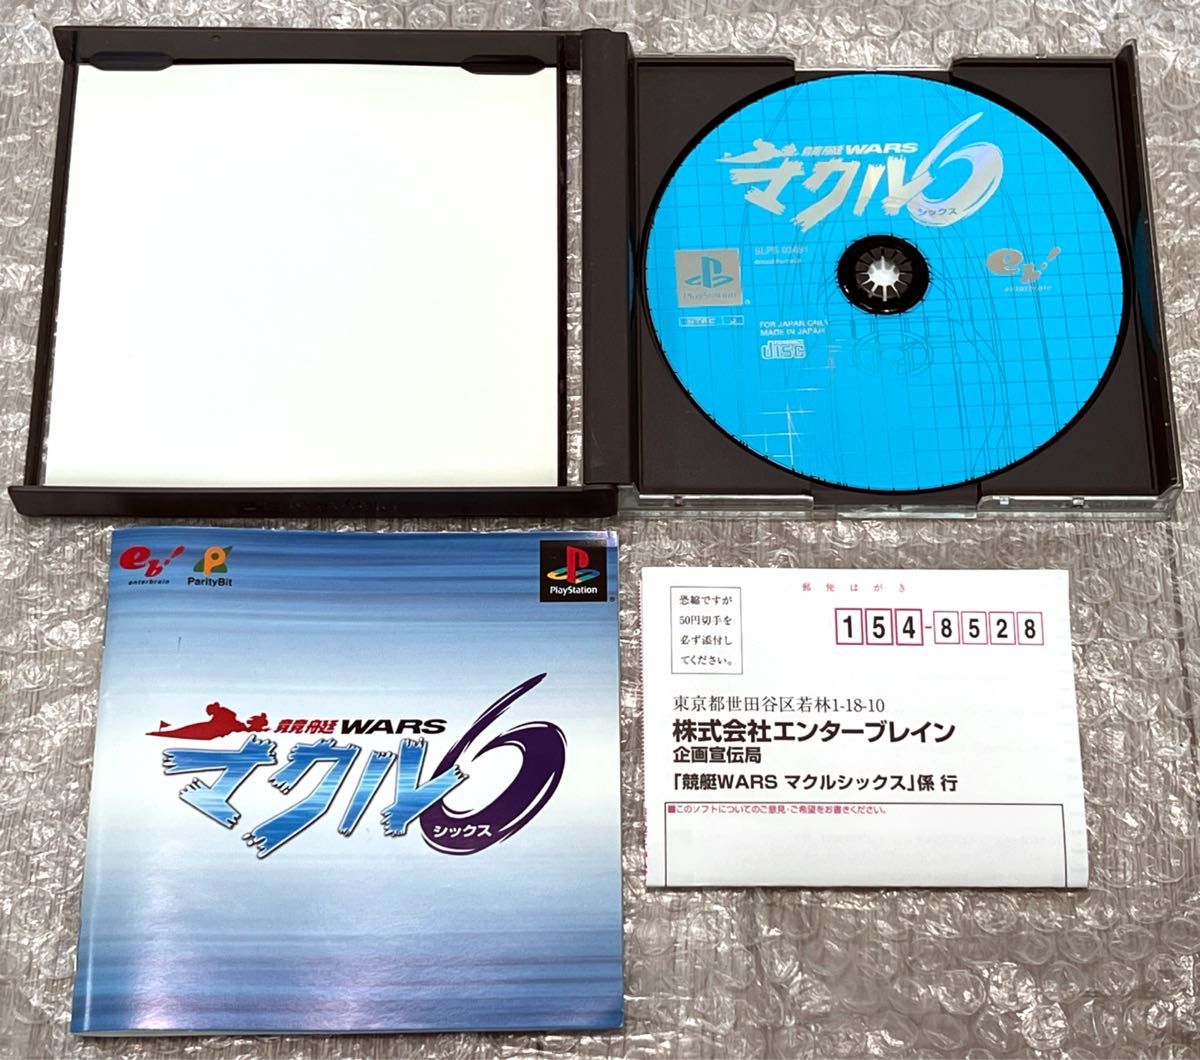 競艇WARS
マクル6
シックス
PlayStation
NTSC J
FOR JAPAN ONLY
MADE IN JAPAN
disc
eb!
enterbrain
eb!
enterbrain
ParityBit
PlayStation
競艇WARS
マクル6
シックス
郵便はがき
恐縮ですが
50円切手を
必ず添付し
てください。
154-8528
東京都世田谷区若林1-18-10
株式会社エンターブレイン
企画宣伝局
「競艇WARS マクルシックス」係 行
■このソフトについてのご意見・ご希望をお書きください。